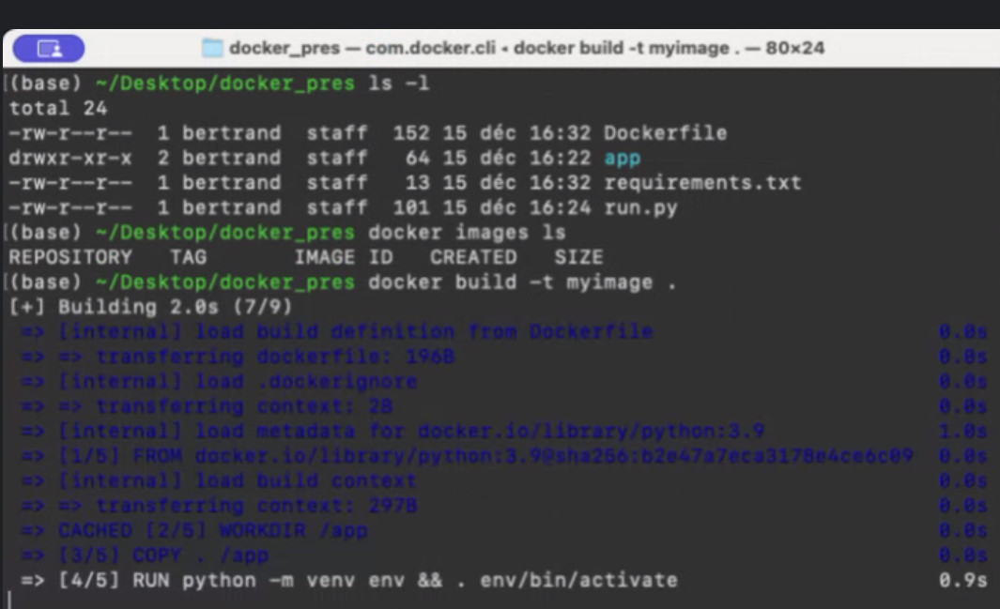 docker_pres — com.docker.cli ◂ docker build -t myimage . — 80×24
[(base) ~/Desktop/docker_pres ls -l
total 24
-rw-r--r--  1 bertrand  staff  152 15 déc 16:32 Dockerfile
drwxr-xr-x  2 bertrand  staff   64 15 déc 16:22 app
-rw-r--r--  1 bertrand  staff   13 15 déc 16:32 requirements.txt
-rw-r--r--  1 bertrand  staff  101 15 déc 16:24 run.py
[(base) ~/Desktop/docker_pres docker images ls
REPOSITORY   TAG       IMAGE ID   CREATED   SIZE
[(base) ~/Desktop/docker_pres docker build -t myimage .
[+] Building 2.0s (7/9)
 => [internal] load build definition from Dockerfile                       0.0s
 => => transferring dockerfile: 196B                                       0.0s
 => [internal] load .dockerignore                                          0.0s
 => => transferring context: 2B                                            0.0s
 => [internal] load metadata for docker.io/library/python:3.9              1.0s
 => [1/5] FROM docker.io/library/python:3.9@sha256:b2e47a7eca3178e4ce6c09  0.0s
 => [internal] load build context                                          0.0s
 => => transferring context: 297B                                          0.0s
 => CACHED [2/5] WORKDIR /app                                              0.0s
 => [3/5] COPY . /app                                                      0.0s
 => [4/5] RUN python -m venv env && . env/bin/activate                     0.9s